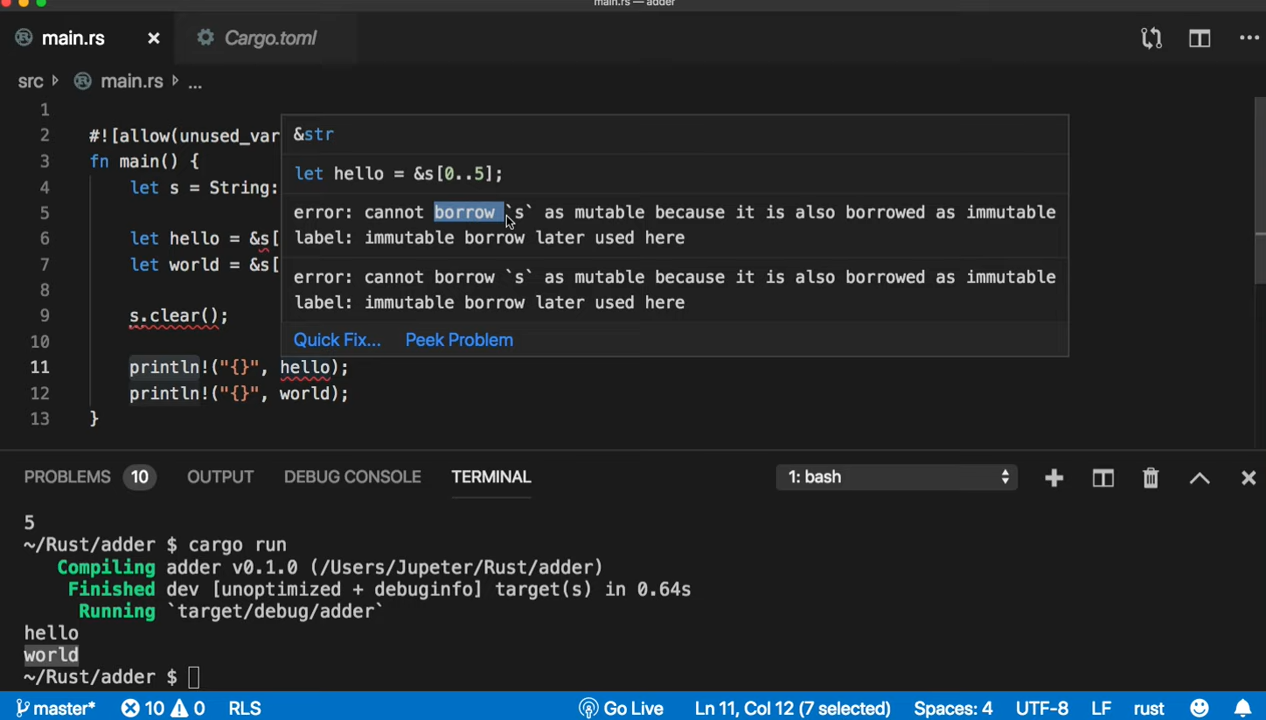 main.rs — adder
main.rs Cargo.toml
src main.rs ...
1
2 #![allow(unused_var
3 fn main() {
4 let s = String:
5
6 let hello = &s[
7 let world = &s[
8
9 s.clear();
10
11 println!("{}", hello);
12 println!("{}", world);
13 }
&str
let hello = &s[0..5];
error: cannot borrow `s` as mutable because it is also borrowed as immutable
label: immutable borrow later used here
error: cannot borrow `s` as mutable because it is also borrowed as immutable
label: immutable borrow later used here
Quick Fix... Peek Problem
PROBLEMS 10 OUTPUT DEBUG CONSOLE TERMINAL 1: bash
5
~/Rust/adder $ cargo run
Compiling adder v0.1.0 (/Users/Jupeter/Rust/adder)
Finished dev [unoptimized + debuginfo] target(s) in 0.64s
Running `target/debug/adder`
hello
world
~/Rust/adder $
master* 10 0 RLS Go Live Ln 11, Col 12 (7 selected) Spaces: 4 UTF-8 LF rust